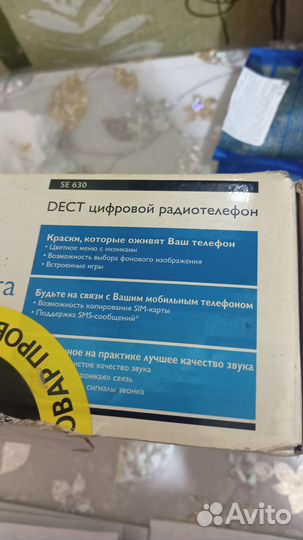 SE 630
DECT цифровой радиотелефон
Краски, которые оживят Ваш телефон
• Цветное меню с иконками
• Возможность выбора фонового изображения
• Встроенные игры
Будьте на связи с Вашим мобильным телефоном
• Возможность копирования SIM-карты
• Поддержка SMS-сообщений*
на практике лучшее качество звука
качество звука
связь
сигналы звонка
ОВАР ПРОВ
Avito